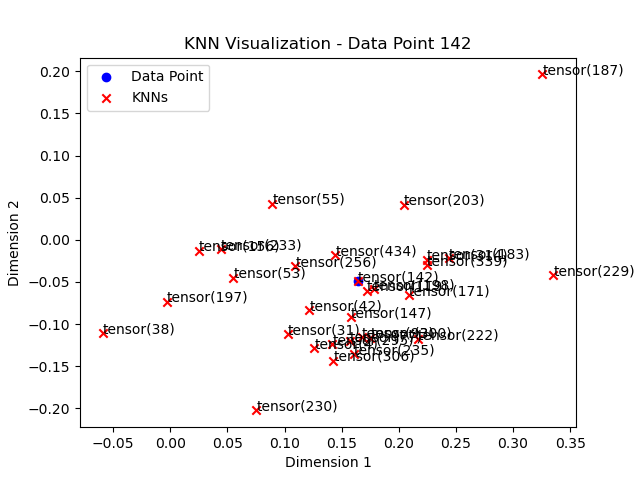 KNN Visualization - Data Point 142
Data Point
KNNs
tensor(187)
tensor(55)
tensor(203)
tensor(233)
tensor(434)
tensor(183)
tensor(339)
tensor(256)
tensor(53)
tensor(142)
tensor(229)
tensor(171)
tensor(197)
tensor(42)
tensor(147)
tensor(38)
tensor(31)
tensor(222)
tensor(235)
tensor(306)
tensor(230)
0.20
0.15
0.10
0.05
0.00
−0.05
−0.10
−0.15
−0.20
−0.05
0.00
0.05
0.10
0.15
0.20
0.25
0.30
0.35
Dimension 1
Dimension 2